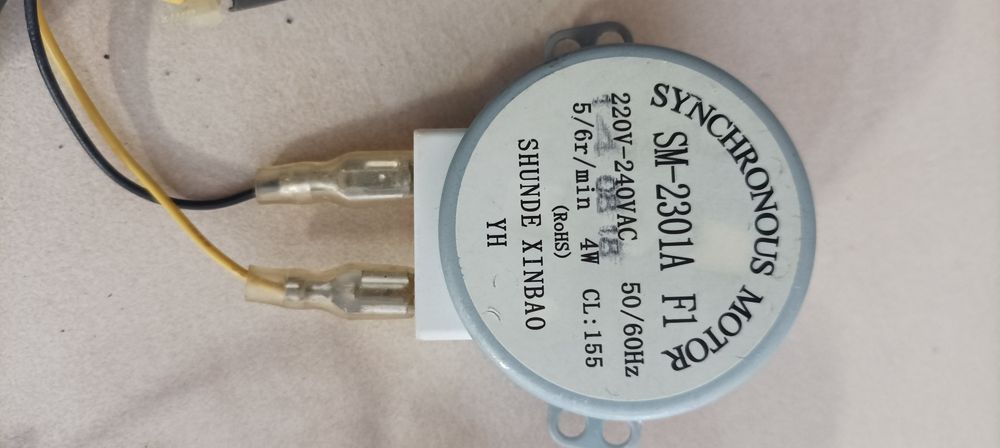 SYNCHRONOUS MOTOR
SM-2301A F1
220V-240VAC 50/60Hz
5/6r/min 4W CL:155
(RoHS)
SHUNDE XINBAO
YH